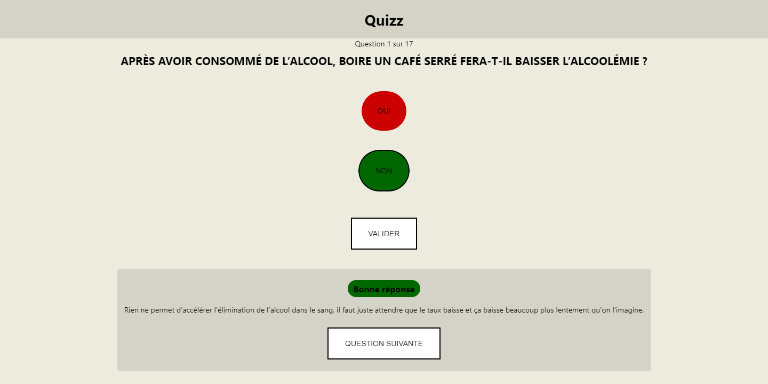 Quizz
Question 1 sur 17
APRÈS AVOIR CONSOMMÉ DE L'ALCOOL, BOIRE UN CAFÉ SERRÉ FERA-T-IL BAISSER L'ALCOOLÉMIE ?
OUI
NON
VALIDER
Bonne réponse
Rien ne permet d'accélérer l'élimination de l'alcool dans le sang, il faut juste attendre que le taux baisse et ça baisse beaucoup plus lentement qu'on l'imagine.
QUESTION SUIVANTE